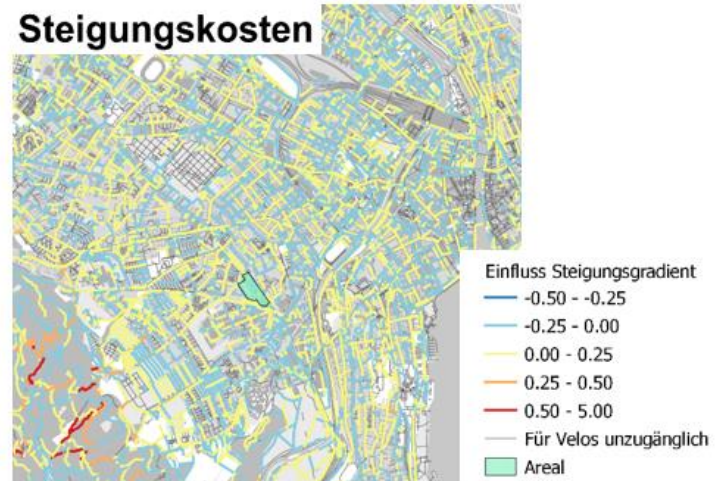 Steigungskosten
Einfluss Steigungsgradient
-0.50 - -0.25
-0.25 - 0.00
0.00 - 0.25
0.25 - 0.50
0.50 - 5.00
Für Velos unzugänglich
Areal